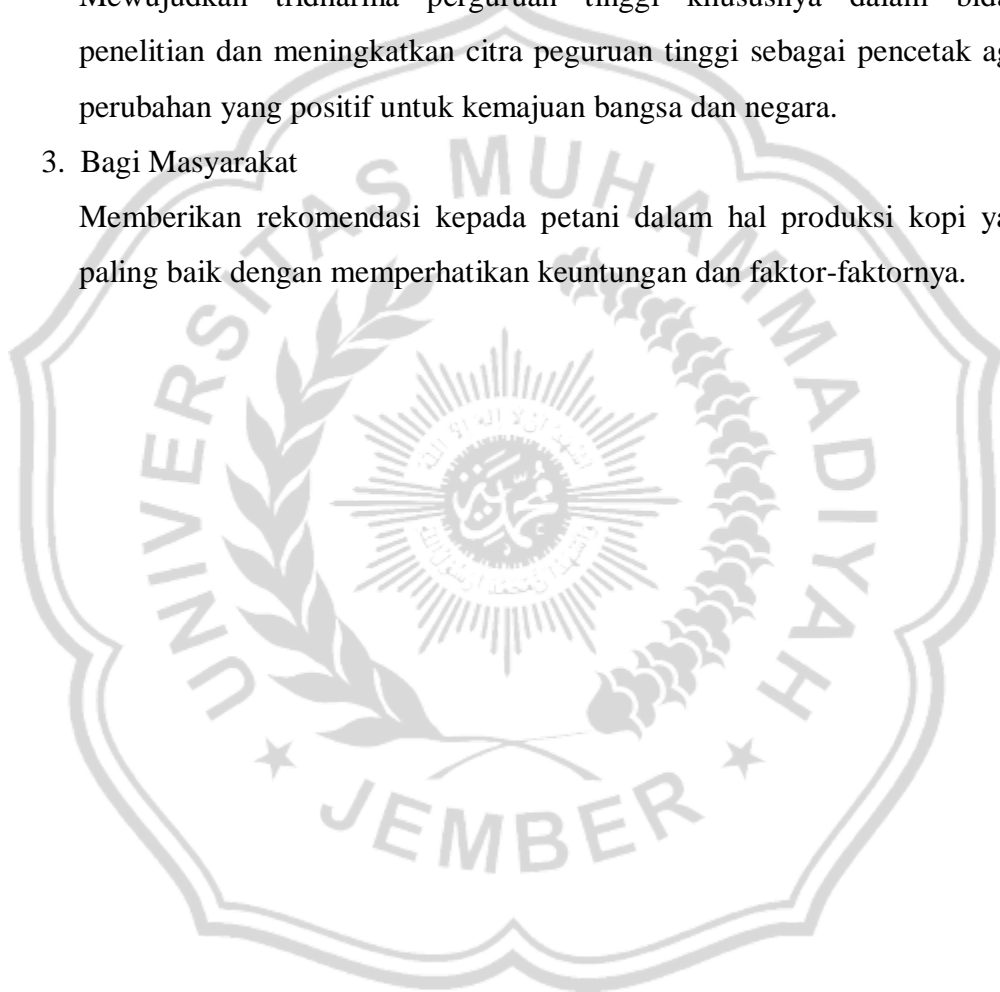 Mewujudkan tridharma perguruan tinggi khususnya dalam bida
penelitian dan meningkatkan citra peguruan tinggi sebagai pencetak ag
perubahan yang positif untuk kemajuan bangsa dan negara.
3. Bagi Masyarakat
Memberikan rekomendasi kepada petani dalam hal produksi kopi ya
paling baik dengan memperhatikan keuntungan dan faktor-faktornya.
UNIVERSITAS MUHAMMADIYAH
JEMBER